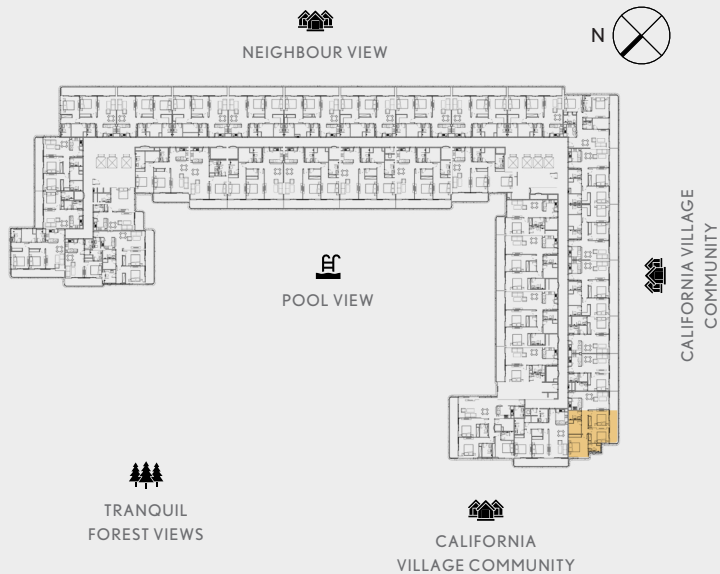 NEIGHBOUR VIEW
N
CALIFORNIA VILLAGE
COMMUNITY
POOL VIEW
TRANQUIL
FOREST VIEWS
CALIFORNIA
VILLAGE COMMUNITY